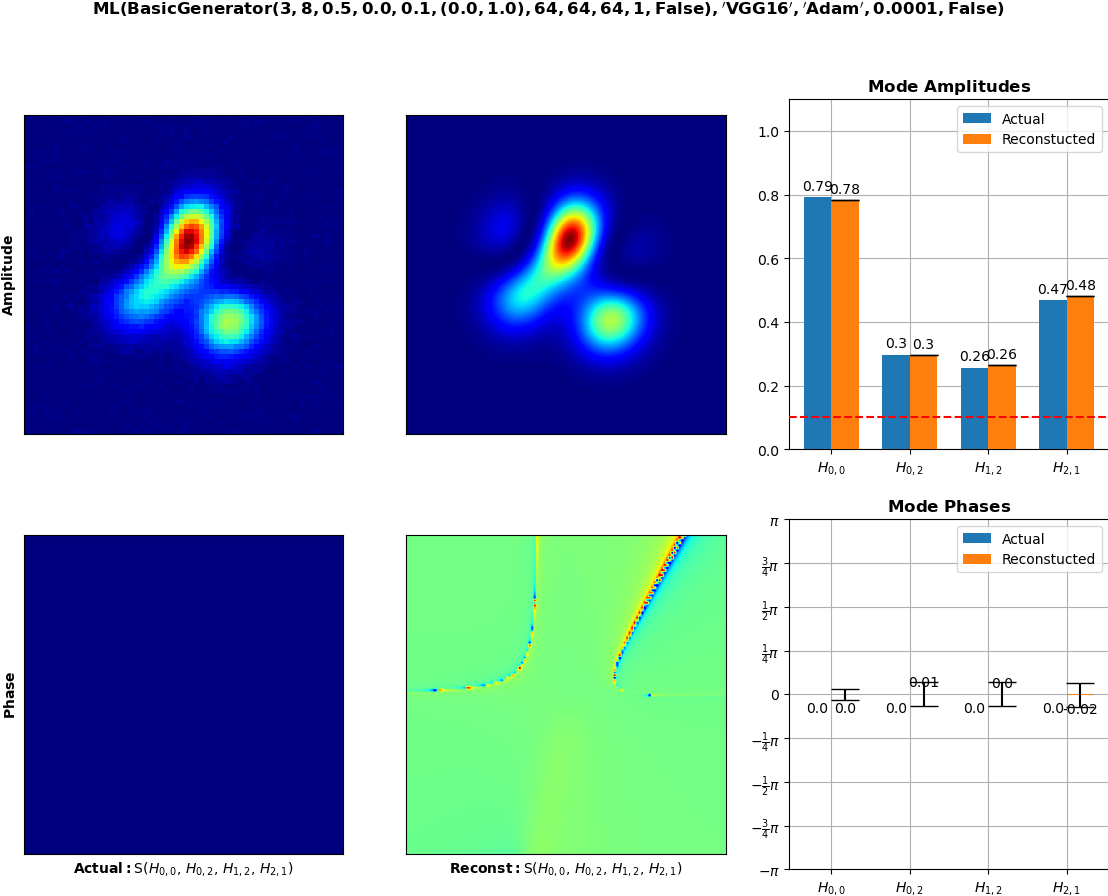 ML(BasicGenerator(3, 8, 0.5, 0.0, 0.1, (0.0, 1.0), 64, 64, 64, 1, False), 'VGG16', 'Adam', 0.0001, False)
Amplitude
Mode Amplitudes
Actual
Reconstucted
1.0
0.8
0.6
0.4
0.2
0.0
0.79
0.78
0.3
0.3
0.26
0.26
0.47
0.48
H0,0
H0,2
H1,2
H2,1
Phase
Actual: S(H0,0, H0,2, H1,2, H2,1)
Reconst: S(H0,0, H0,2, H1,2, H2,1)
Mode Phases
Actual
Reconstucted
π
3/4π
1/2π
1/4π
0
−1/4π
−1/2π
−3/4π
−π
0.0
0.0
0.0
0.01
0.0
0.0
0.0
-0.02
H0,0
H0,2
H1,2
H2,1